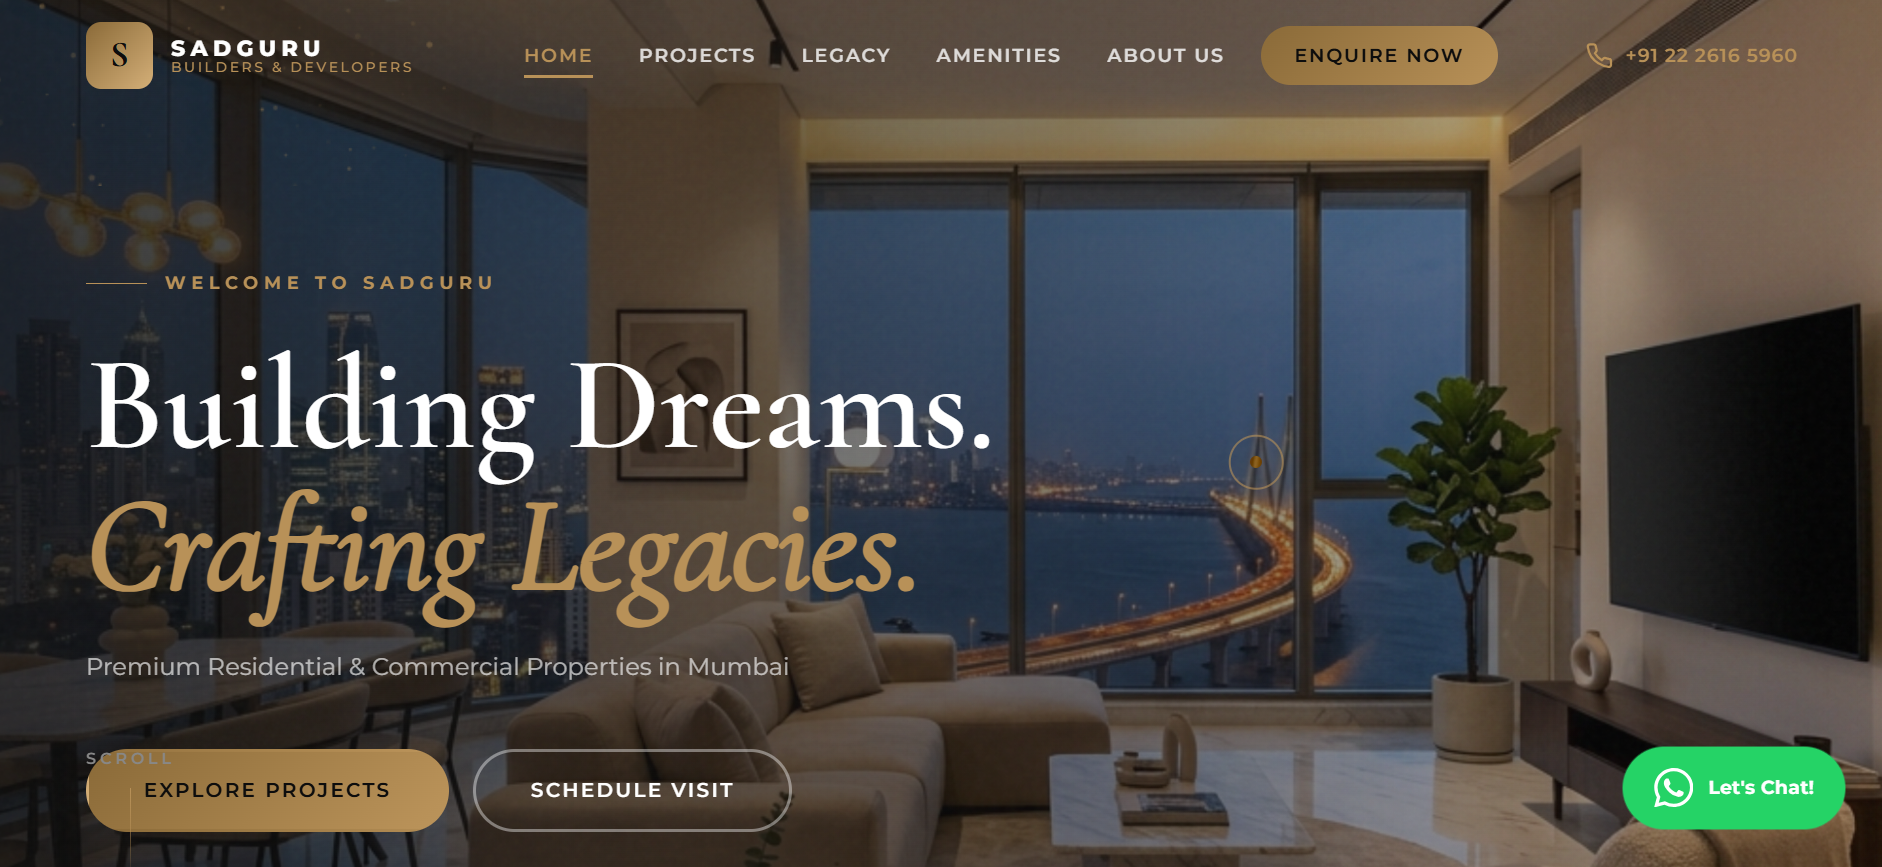 S
SADGURU
BUILDERS & DEVELOPERS
HOME
PROJECTS
LEGACY
AMENITIES
ABOUT US
ENQUIRE NOW
+91 22 2616 5960
WELCOME TO SADGURU
Building Dreams.
Crafting Legacies.
Premium Residential & Commercial Properties in Mumbai
SCROLL
EXPLORE PROJECTS
SCHEDULE VISIT
Let's Chat!